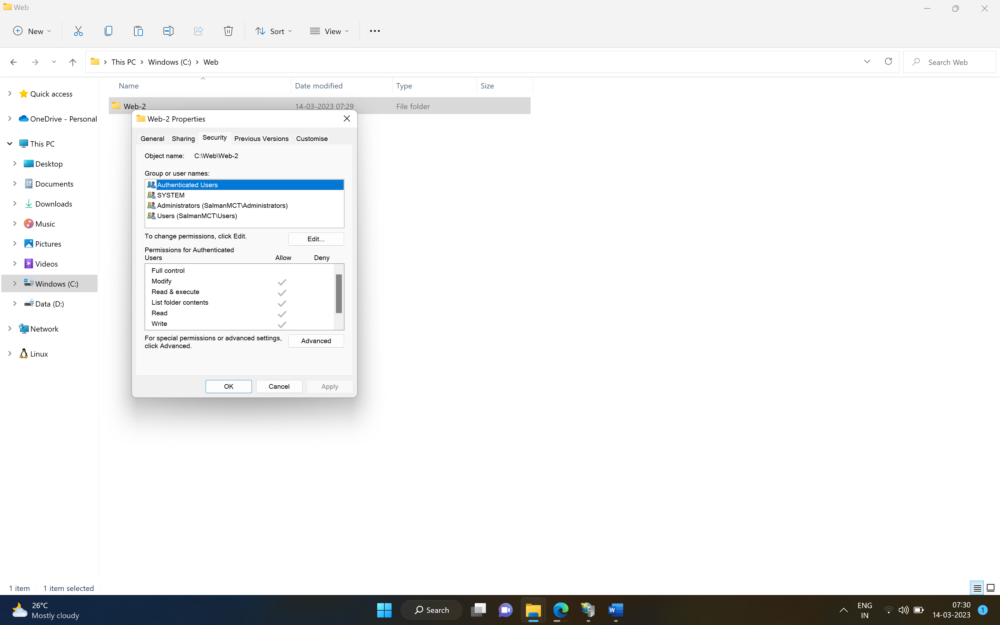 Web
New
Sort
View
This PC
Windows (C:)
Web
Search Web
Name
Date modified
Type
Size
Quick access
OneDrive - Personal
This PC
Desktop
Documents
Downloads
Music
Pictures
Videos
Windows (C:)
Data (D:)
Network
Linux
Web-2
14-03-2023 07:29
File folder
Web-2 Properties
General
Sharing
Security
Previous Versions
Customise
Object name: C:\Web\Web-2
Group or user names:
Authenticated Users
SYSTEM
Administrators (SalmanMCT\Administrators)
Users (SalmanMCT\Users)
To change permissions, click Edit.
Edit...
Permissions for Authenticated
Users
Allow
Deny
Full control
Modify
Read & execute
List folder contents
Read
Write
For special permissions or advanced settings,
click Advanced.
Advanced
OK
Cancel
Apply
1 item
1 item selected
26°C
Mostly cloudy
Search
W
ENG
IN
07:30
14-03-2023
1